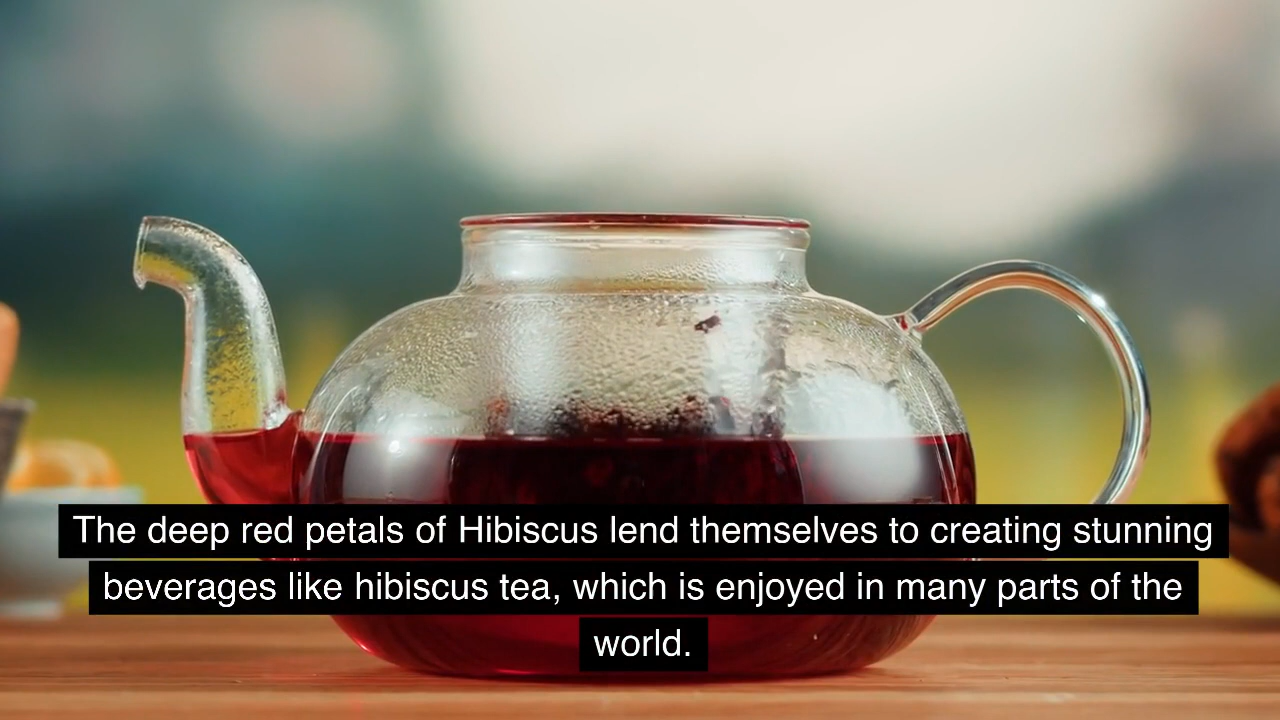 The deep red petals of Hibiscus lend themselves to creating stunning
beverages like hibiscus tea, which is enjoyed in many parts of the
world.